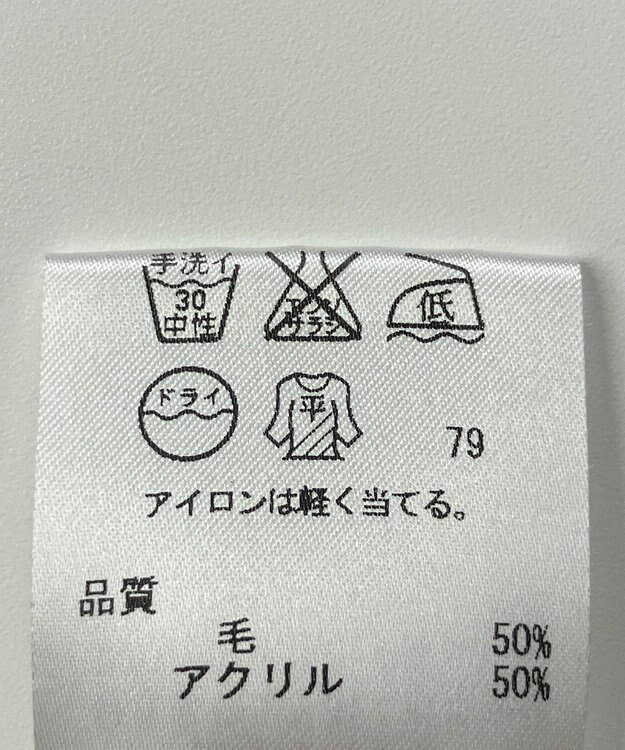 手洗イ
30
中性
エンソ
サラシ
低
ドライ
平
79
アイロンは軽く当てる。
品質
毛 50%
アクリル 50%